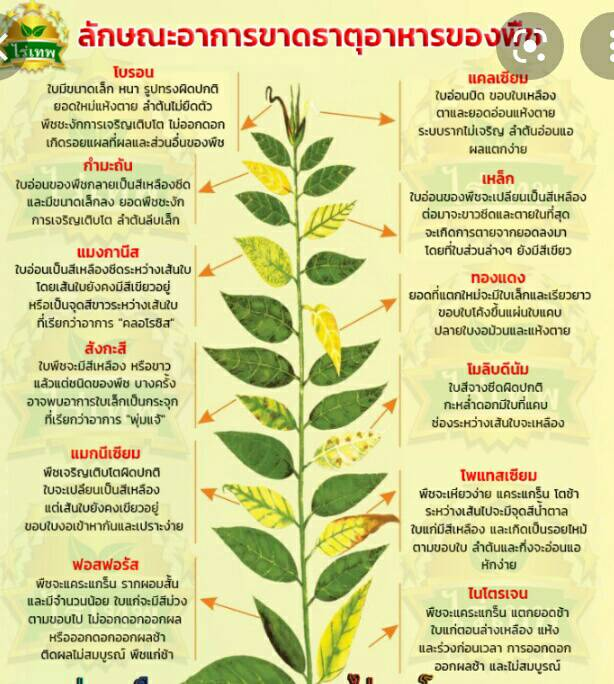 ไร่เทพ
ลักษณะอาการขาดธาตุอาหารของพืช
โบรอน
ใบมีขนาดเล็ก หนา รูปทรงผิดปกติ
ยอดใหม่แห้งตาย ลำต้นไม่ยืดตัว
พืชชะงักการเจริญเติบโต ไม่ออกดอก
เกิดรอยแผลที่ผลและส่วนอื่นของพืช
กำมะถัน
ใบอ่อนของพืชกลายเป็นสีเหลืองซีด
และมีขนาดเล็กลง ยอดพืชชะงัก
การเจริญเติบโต ลำต้นลีบเล็ก
แมงกานีส
ใบอ่อนเป็นสีเหลืองซีดระหว่างเส้นใบ
โดยเส้นใบยังคงมีสีเขียวอยู่
หรือเป็นจุดสีขาวระหว่างเส้นใบ
ที่เรียกว่าอาการ "คลอโรซิส"
สังกะสี
ใบพืชจะมีสีเหลือง หรือขาว
แล้วแต่ชนิดของพืช บางครั้ง
อาจพบอาการใบเล็กเป็นกระจุก
ที่เรียกว่าอาการ "พุ่มแจ้"
แมกนีเซียม
พืชเจริญเติบโตผิดปกติ
ใบจะเปลี่ยนเป็นสีเหลือง
แต่เส้นใบยังคงเขียวอยู่
ขอบใบงอเข้าหากันและเปราะง่าย
ฟอสฟอรัส
พืชจะแคระแกร็น รากผอมสั้น
และมีจำนวนน้อย ใบแก่จะมีสีม่วง
ตามขอบใบ ไม่ออกดอกออกผล
หรือออกดอกออกผลช้า
ติดผลไม่สมบูรณ์ พืชแก่ช้า
แคลเซียม
ใบอ่อนบิด ขอบใบเหลือง
ตาและยอดอ่อนแห้งตาย
ระบบรากไม่เจริญ ลำต้นอ่อนแอ
ผลแตกง่าย
เหล็ก
ใบอ่อนของพืชจะเปลี่ยนเป็นสีเหลือง
ต่อมาจะขาวซีดและตายในที่สุด
จะเกิดการตายจากยอดลงมา
โดยที่ใบส่วนล่างๆ ยังมีสีเขียว
ทองแดง
ยอดที่แตกใหม่จะมีใบเล็กและเรียวยาว
ขอบใบโค้งขึ้นแผ่นใบแคบ
ปลายใบงอม้วนและแห้งตาย
โมลิบดีนัม
ใบสีจางซีดผิดปกติ
กะหล่ำดอกมีใบที่แคบ
ช่องระหว่างเส้นใบจะเหลือง
โพแทสเซียม
พืชจะเหี่ยวง่าย แคระแกร็น โตช้า
ระหว่างเส้นใบจะมีจุดสีน้ำตาล
ใบแก่มีสีเหลือง และเกิดเป็นรอยไหม้
ตามขอบใบ ลำต้นและกิ่งจะอ่อนแอ
หักง่าย
ไนโตรเจน
พืชจะแคระแกร็น แตกยอดช้า
ใบแก่ตอนล่างเหลือง แห้ง
และร่วงก่อนเวลา การออกดอก
ออกผลช้า และไม่สมบูรณ์